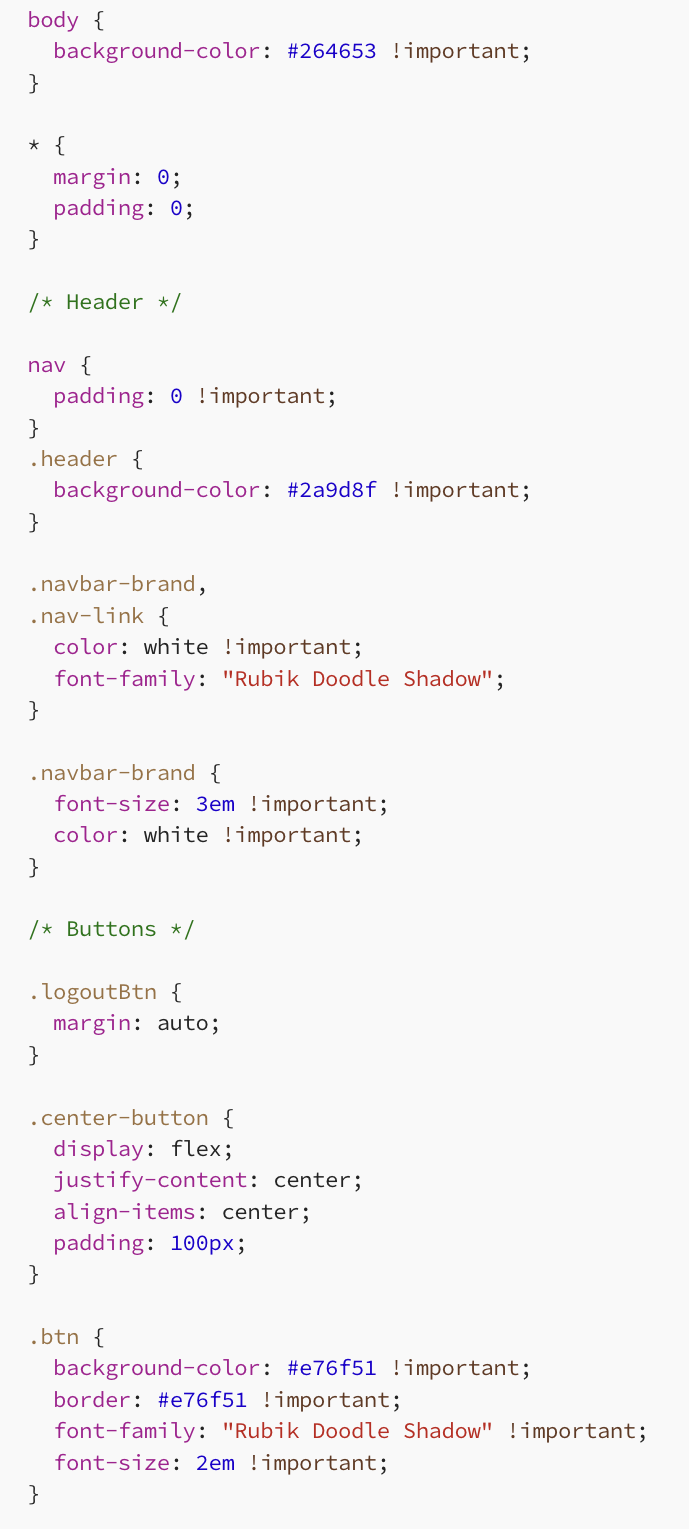 body {
  background-color: #264653 !important;
}

* {
  margin: 0;
  padding: 0;
}

/* Header */

nav {
  padding: 0 !important;
}
.header {
  background-color: #2a9d8f !important;
}

.navbar-brand,
.nav-link {
  color: white !important;
  font-family: "Rubik Doodle Shadow";
}

.navbar-brand {
  font-size: 3em !important;
  color: white !important;
}

/* Buttons */

.logoutBtn {
  margin: auto;
}

.center-button {
  display: flex;
  justify-content: center;
  align-items: center;
  padding: 100px;
}

.btn {
  background-color: #e76f51 !important;
  border: #e76f51 !important;
  font-family: "Rubik Doodle Shadow" !important;
  font-size: 2em !important;
}